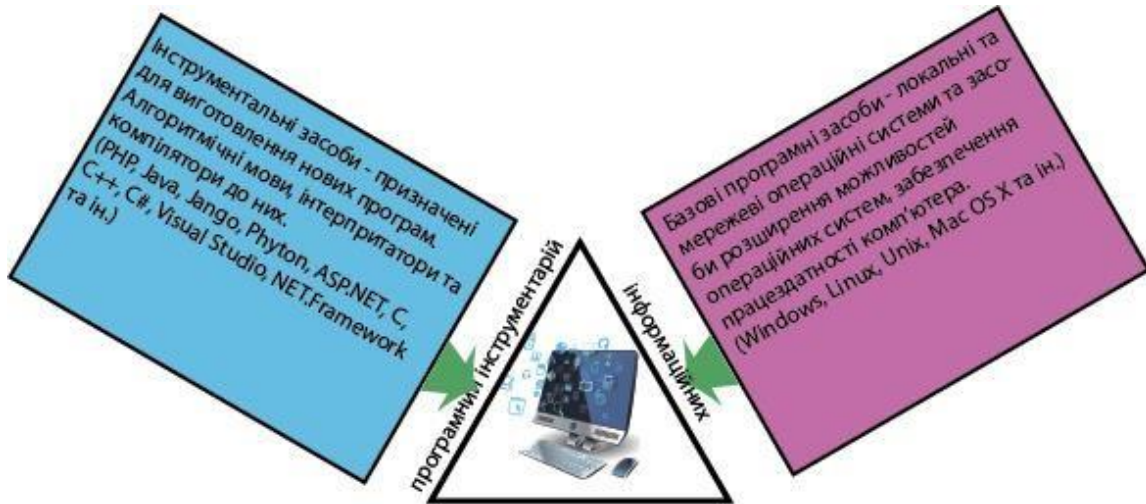 Інструментальні засоби - призначені
для виготовлення нових програм.
Алгоритмічні мови, інтерпритатори та
компілятори до них.
(PHP, Java, Jango, Phyton, ASP.NET, C,
C++, C#, Visual Studio, NET.Framework
та ін.)
Базові програмні засоби - локальні та
мережеві операційні системи та засо-
би розширення можливостей
операційних систем, забезпечення
працездатності комп'ютера.
(Windows, Linux, Unix, Mac OS X та ін.)
програмний інструментарій
інформаційних